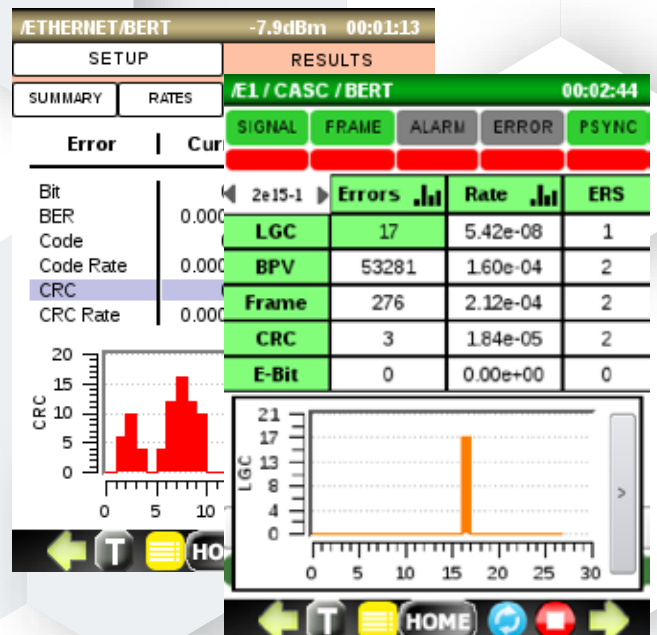 /ETHERNET/BERT -7.9dBm 00:01:13
SETUP RESULTS
SUMMARY RATES
Error Cur
Bit
BER 0.000
Code
Code Rate 0.000
CRC
CRC Rate 0.000
20
15
10
5
0
CRC
0 5 10
T HO
/E1 / CASC / BERT 00:02:44
SIGNAL FRAME ALARM ERROR PSYNC
2e15-1 Errors Rate ERS
LGC 17 5.42e-08 1
BPV 53281 1.60e-04 2
Frame 276 2.12e-04 2
CRC 3 1.84e-05 2
E-Bit 0 0.00e+00 0
21
17
13
8
4
0
LGC
>
0 5 10 15 20 25 30
T HOME